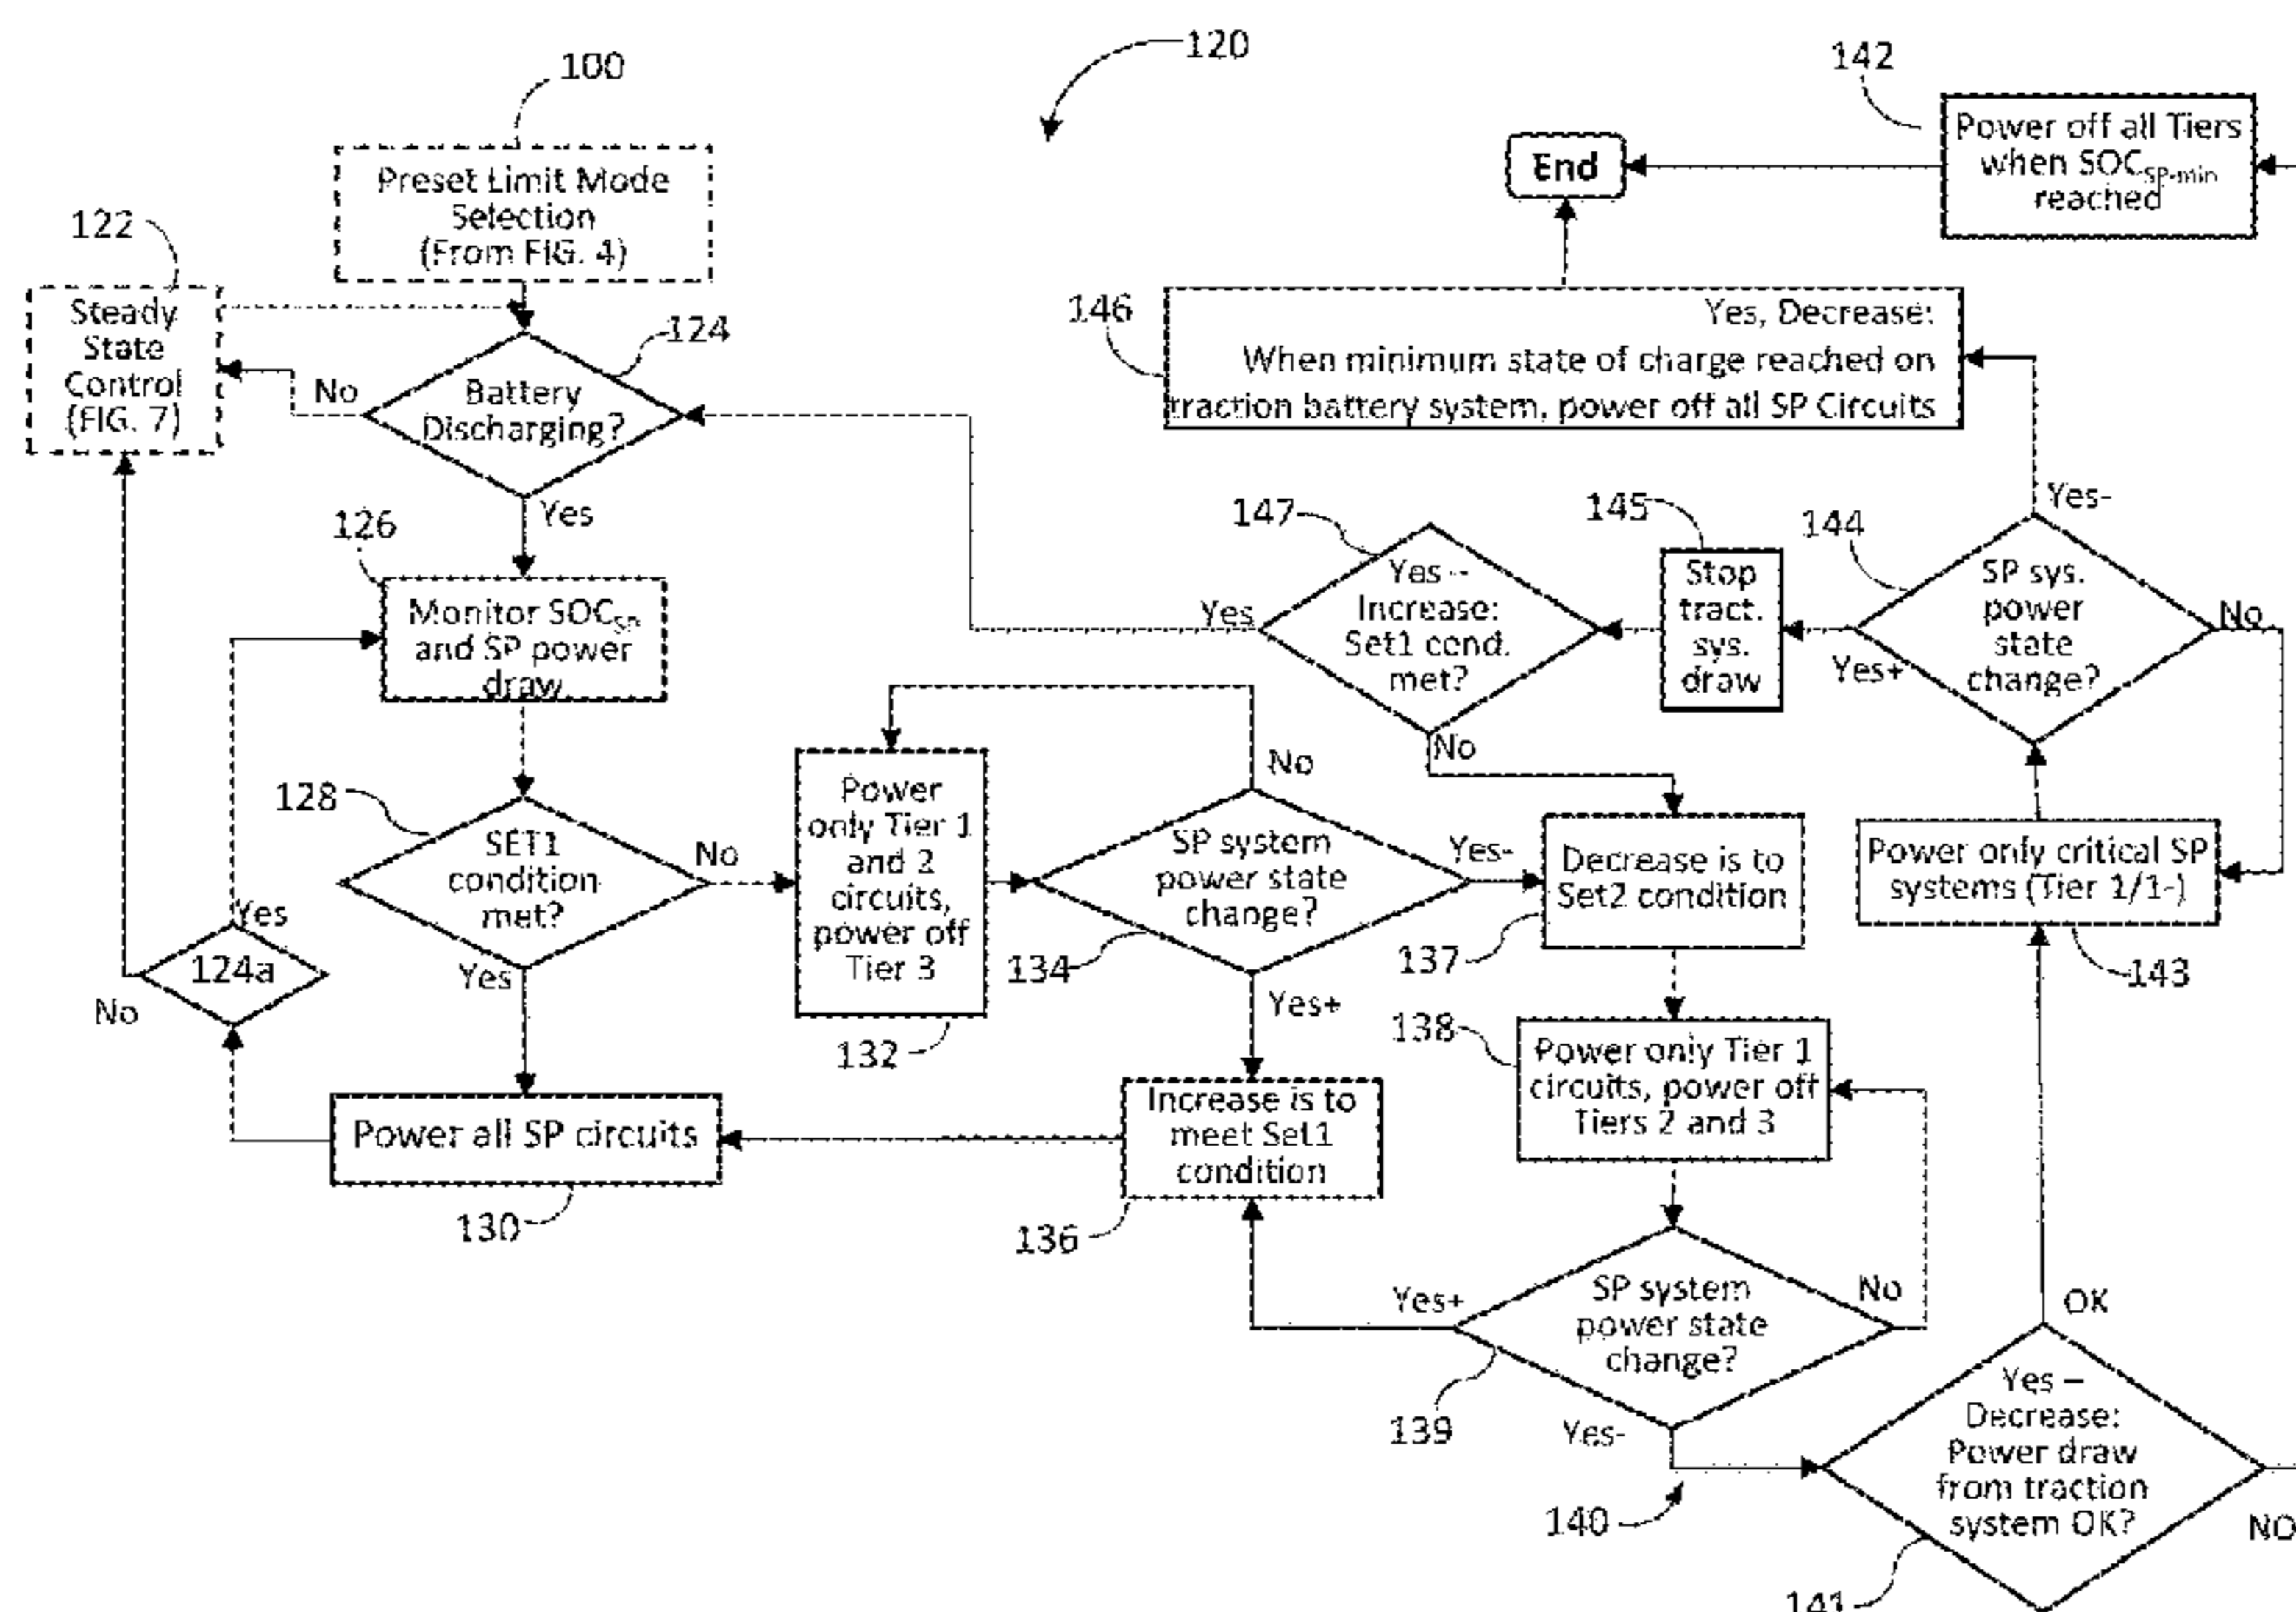 120
100
142
Preset Limit Mode
Selection
(From FIG. 4)
End
Power off all Tiers
when SOCSP-min
reached
122
Steady
State
Control
(FIG. 7)
124
No
Battery
Discharging?
Yes
146
Yes, Decrease:
When minimum state of charge reached on
traction battery system, power off all SP Circuits
126
Monitor SOCSP
and SP power
draw
147
Yes –
Increase:
Set1 cond.
met?
Yes
No
145
Stop
tract.
sys.
draw
144
Yes-
SP sys.
power
state
change?
No
Yes+
128
SET1
condition
met?
No
Yes
Power
only Tier 1
and 2
circuits,
power off
Tier 3
132
No
SP system
power state
change?
Yes-
134
Yes+
Decrease is to
Set2 condition
137
Power only critical SP
systems (Tier 1/1-)
143
Yes
124a
No
Power all SP circuits
130
Increase is to
meet Set1
condition
136
138
Power only Tier 1
circuits, power off
Tiers 2 and 3
Yes+
SP system
power state
change?
No
139
Yes-
140
OK
Yes –
Decrease:
Power draw
from traction
system OK?
NO
141